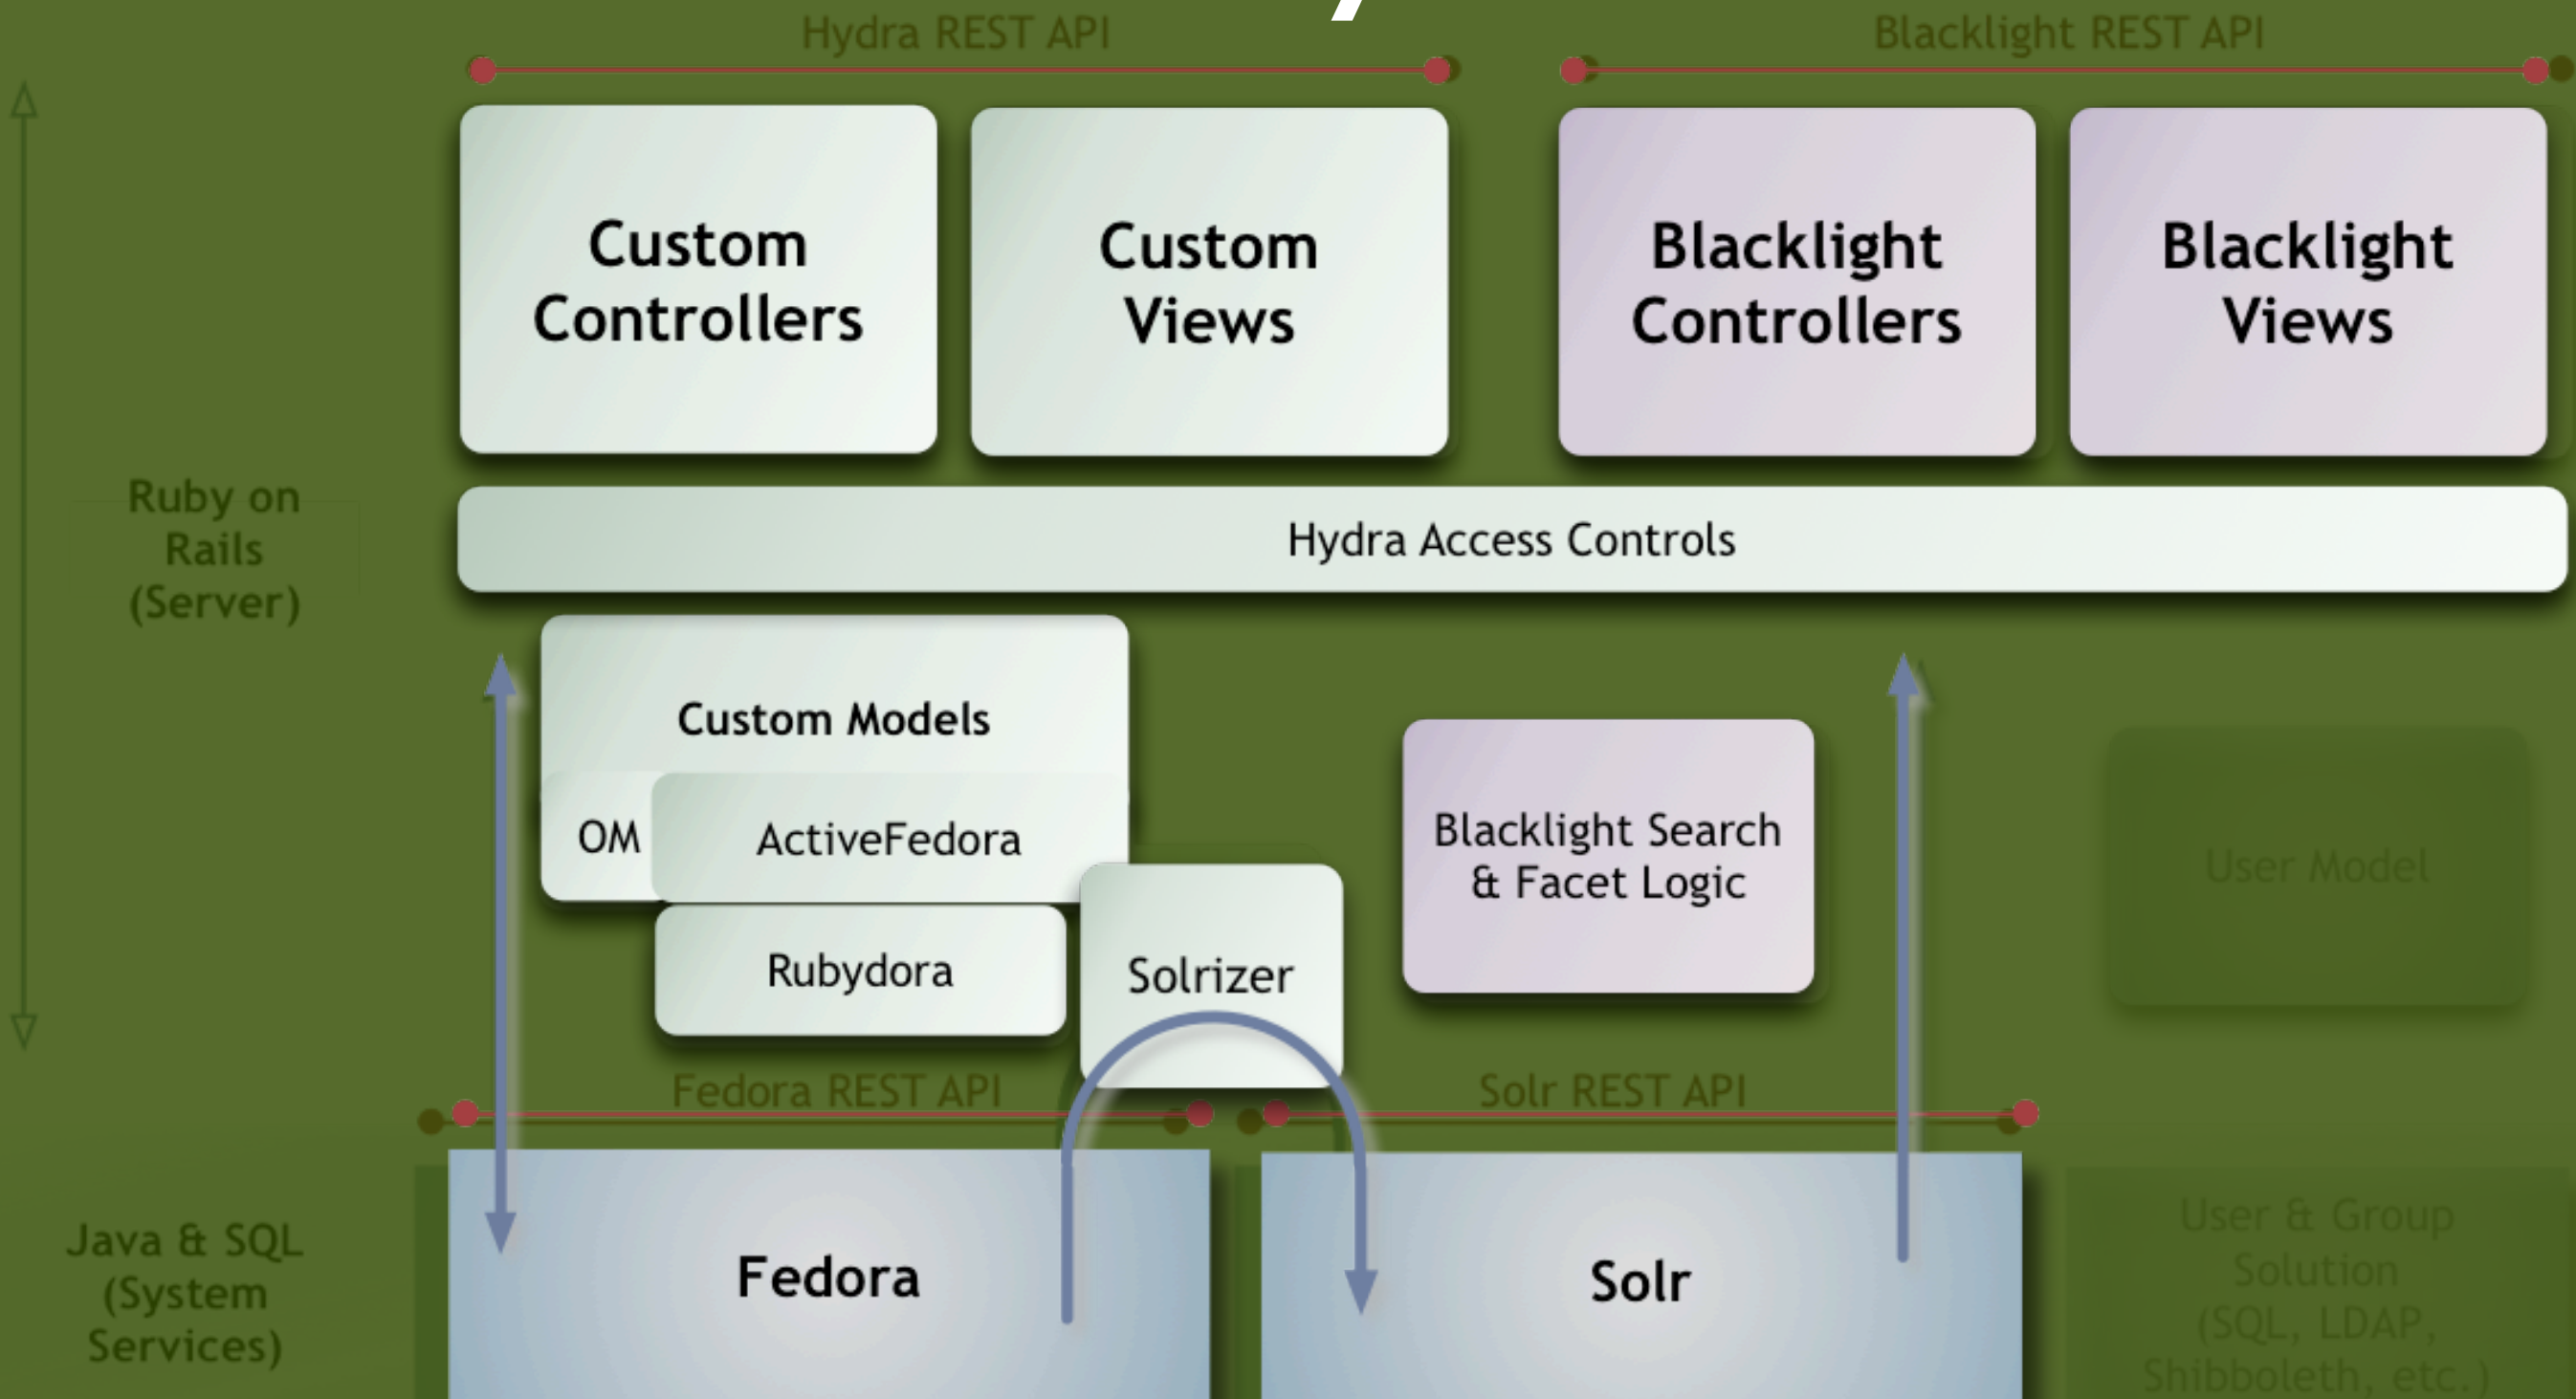 Hydra REST API
Blacklight REST API
Custom
Controllers
Custom
Views
Blacklight
Controllers
Blacklight
Views
Ruby on
Rails
(Server)
Hydra Access Controls
Custom Models
OM
ActiveFedora
Rubydora
Solrizer
Blacklight Search
& Facet Logic
User Model
Fedora REST API
Solr REST API
Java & SQL
(System
Services)
Fedora
Solr
User & Group
Solution
(SQL, LDAP,
Shibboleth, etc.)